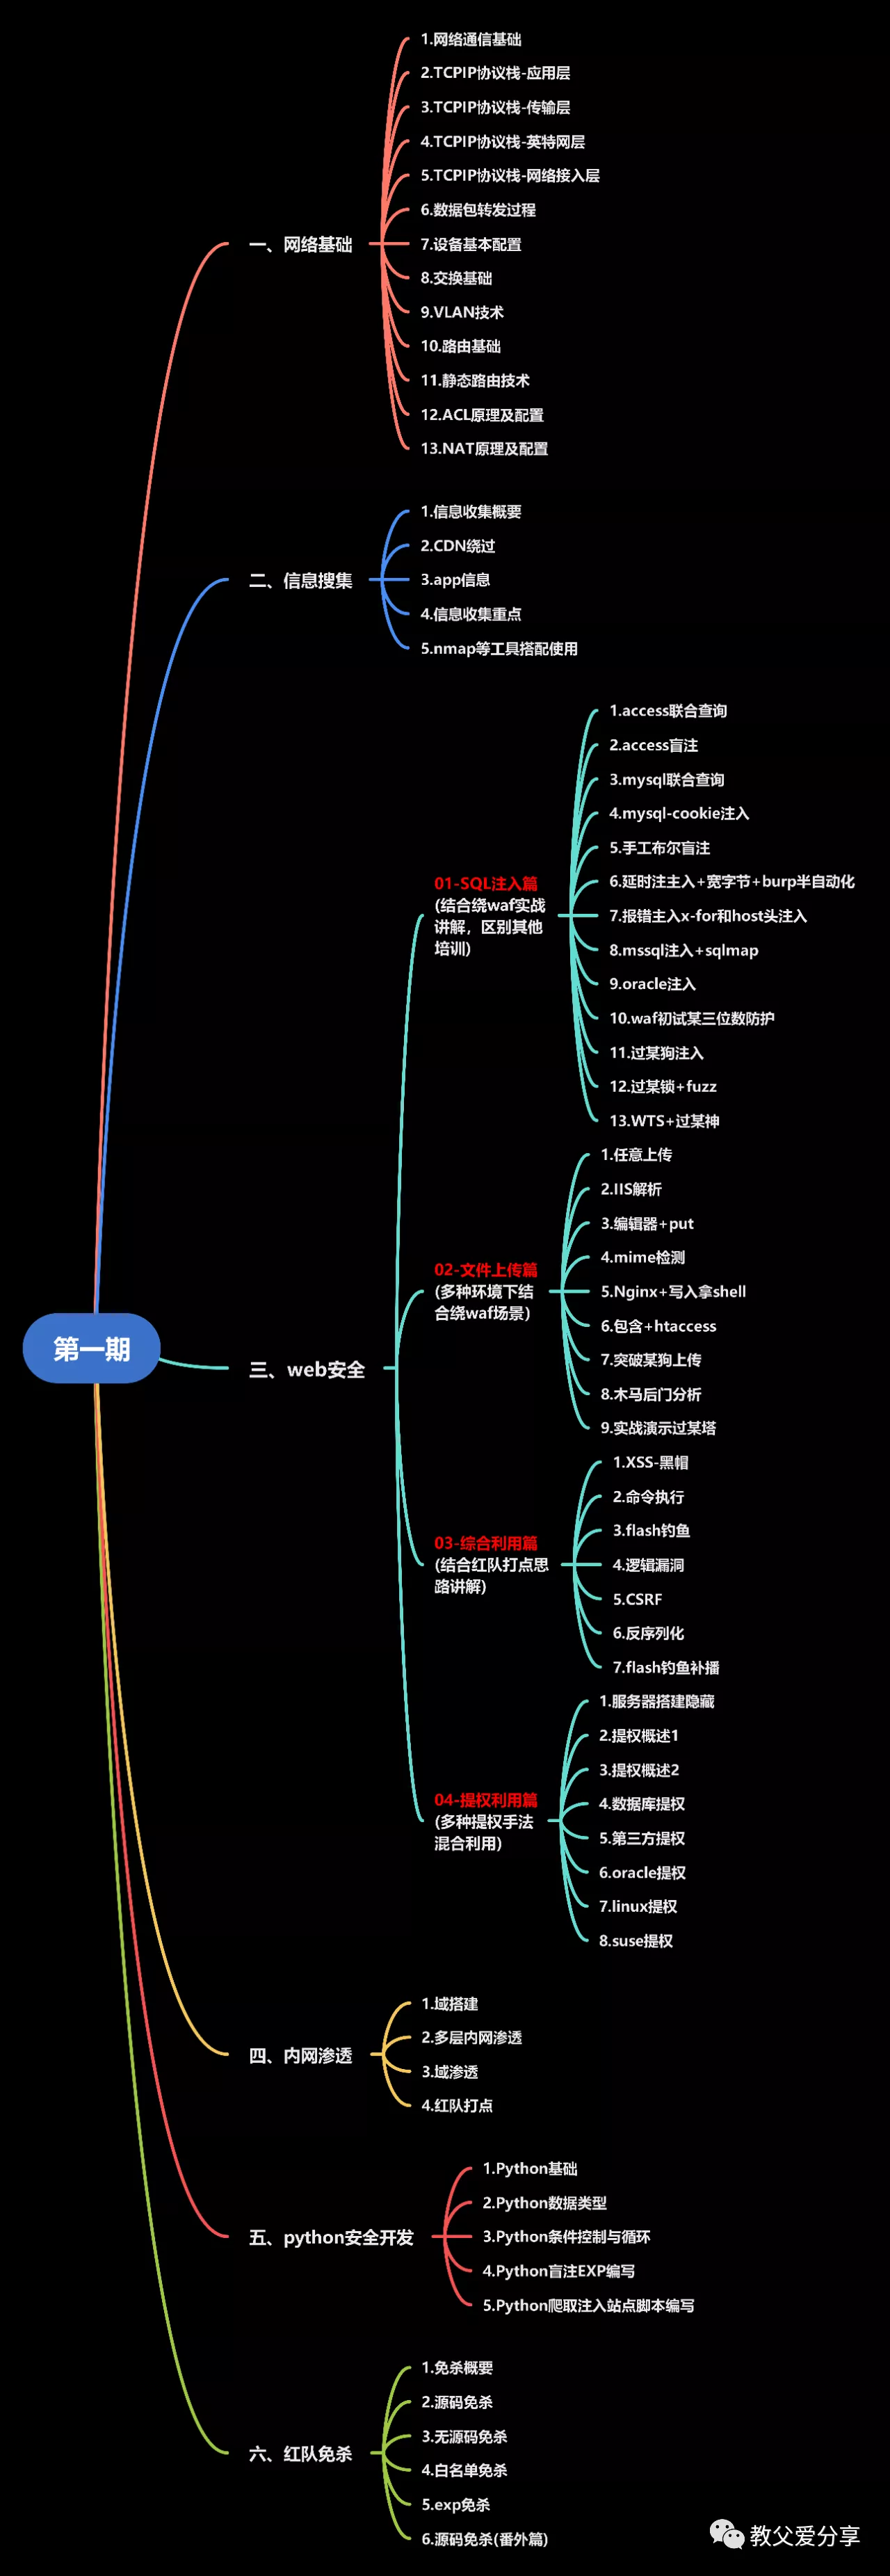 第一期
一、网络基础
1.网络通信基础
2.TCPIP协议栈-应用层
3.TCPIP协议栈-传输层
4.TCPIP协议栈-英特网层
5.TCPIP协议栈-网络接入层
6.数据包转发过程
7.设备基本配置
8.交换基础
9.VLAN技术
10.路由基础
11.静态路由技术
12.ACL原理及配置
13.NAT原理及配置
二、信息搜集
1.信息收集概要
2.CDN绕过
3.app信息
4.信息收集重点
5.nmap等工具搭配使用
三、web安全
01-SQL注入篇
(结合绕waf实战
讲解，区别其他
培训)
1.access联合查询
2.access盲注
3.mysql联合查询
4.mysql-cookie注入
5.手工布尔盲注
6.延时注主入+宽字节+burp半自动化
7.报错主入x-for和host头注入
8.mssql注入+sqlmap
9.oracle注入
10.waf初试某三位数防护
11.过某狗注入
12.过某锁+fuzz
13.WTS+过某神
02-文件上传篇
(多种环境下结
合绕waf场景)
1.任意上传
2.IIS解析
3.编辑器+put
4.mime检测
5.Nginx+写入拿shell
6.包含+htaccess
7.突破某狗上传
8.木马后门分析
9.实战演示过某塔
03-综合利用篇
(结合红队打点思
路讲解)
1.XSS-黑帽
2.命令执行
3.flash钓鱼
4.逻辑漏洞
5.CSRF
6.反序列化
7.flash钓鱼补播
04-提权利用篇
(多种提权手法
混合利用)
1.服务器搭建隐藏
2.提权概述1
3.提权概述2
4.数据库提权
5.第三方提权
6.oracle提权
7.linux提权
8.suse提权
四、内网渗透
1.域搭建
2.多层内网渗透
3.域渗透
4.红队打点
五、python安全开发
1.Python基础
2.Python数据类型
3.Python条件控制与循环
4.Python盲注EXP编写
5.Python爬取注入站点脚本编写
六、红队免杀
1.免杀概要
2.源码免杀
3.无源码免杀
4.白名单免杀
5.exp免杀
6.源码免杀(番外篇)
教父爱分享